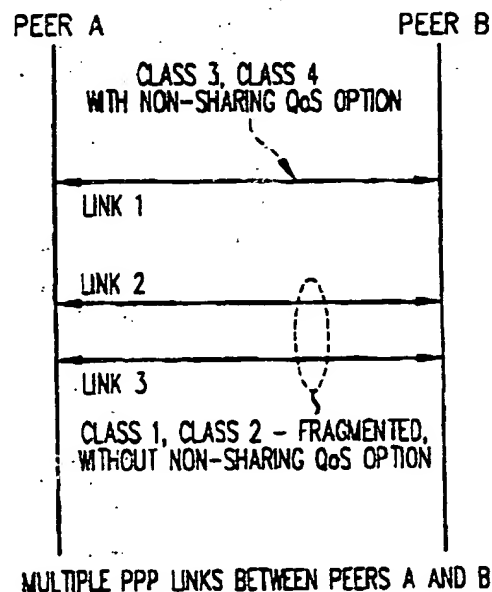 PEER A PEER B
CLASS 3, CLASS 4
WITH NON-SHARING QoS OPTION
LINK 1
LINK 2
LINK 3
CLASS 1, CLASS 2 - FRAGMENTED,
WITHOUT NON-SHARING QoS OPTION
MULTIPLE PPP LINKS BETWEEN PEERS A AND B